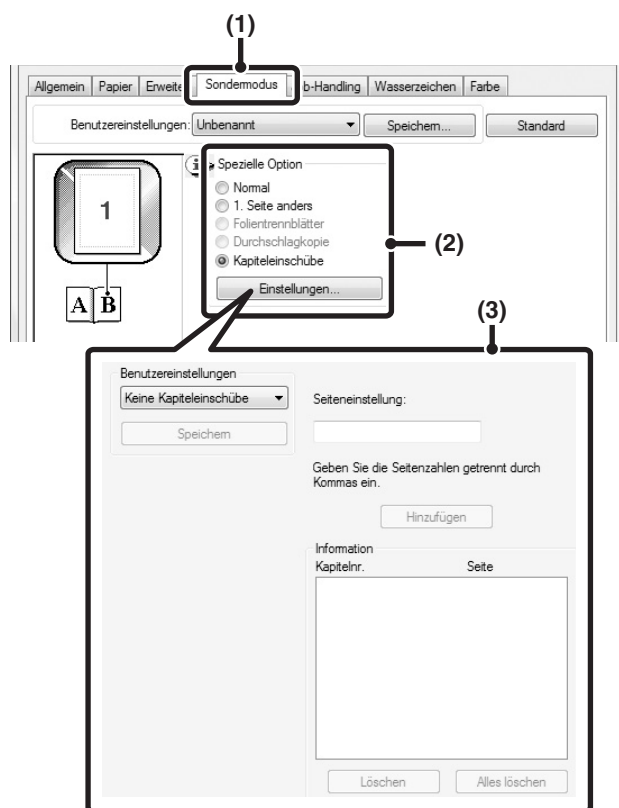 (1)
Allgemein Papier Erweite Sondermodus b-Handling Wasserzeichen Farbe
Benutzereinstellungen: Unbenannt Speichern... Standard
Spezielle Option
Normal
1. Seite anders
Folientrennblätter
Durchschlagkopie
Kapiteleinschübe
Einstellungen...
(2)
1
A B
(3)
Benutzereinstellungen
Keine Kapiteleinschübe
Speichern
Seiteneinstellung:
Geben Sie die Seitenzahlen getrennt durch
Kommas ein.
Hinzufügen
Information
Kapitelnr. Seite
Löschen Alles löschen